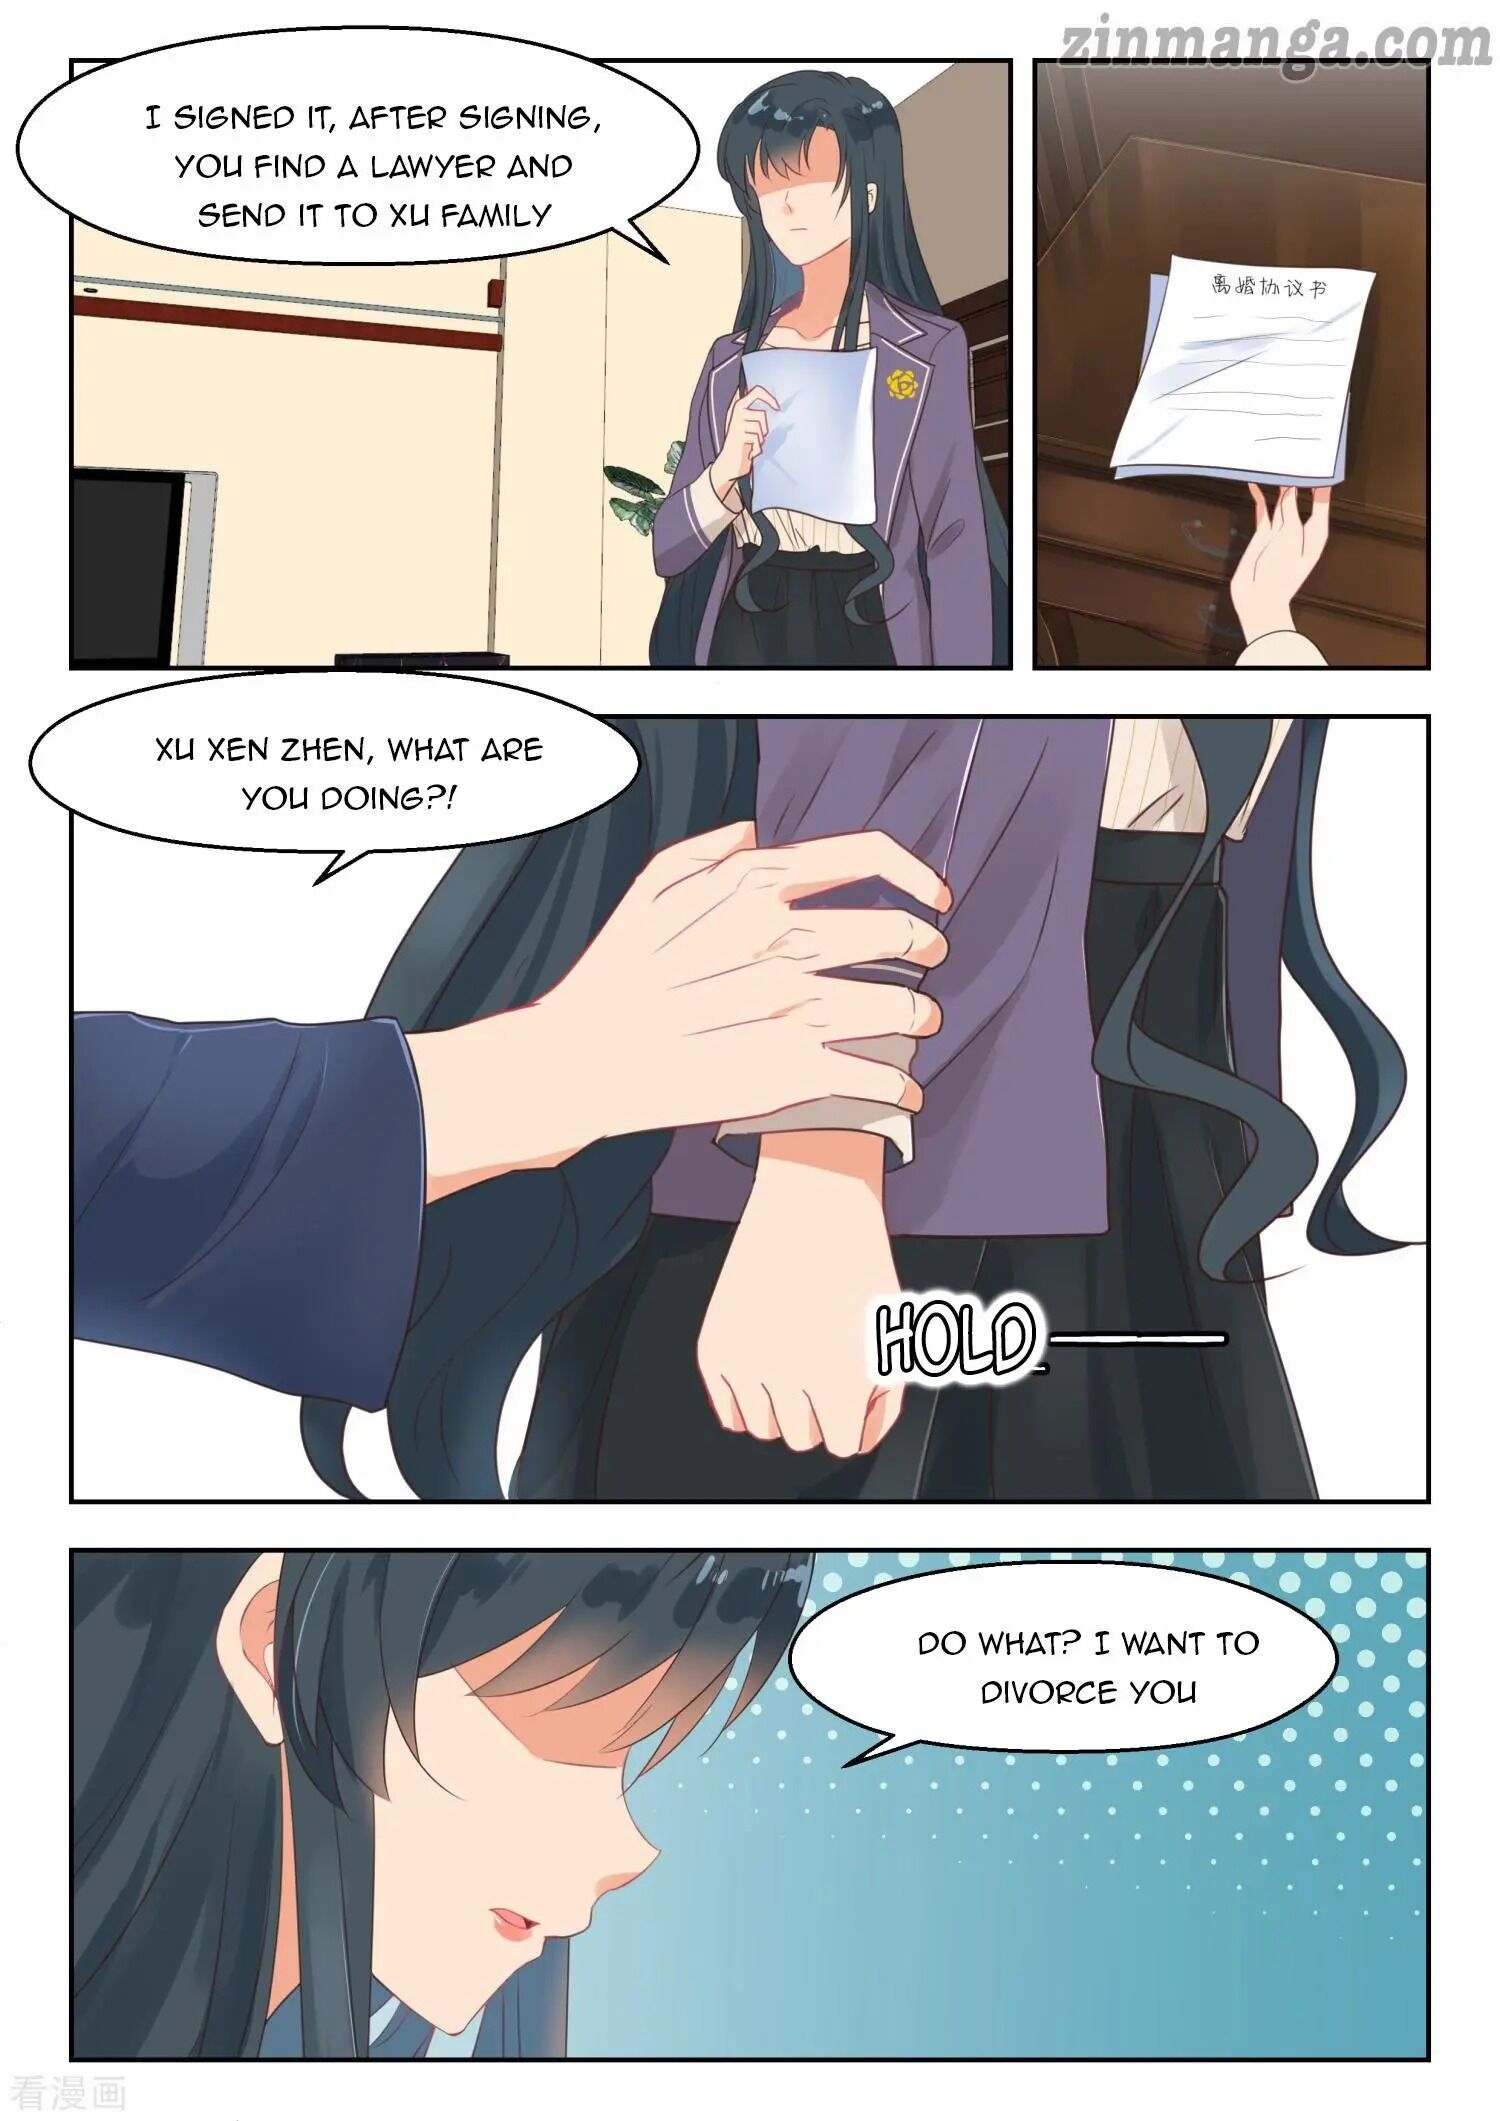 zinmanga.com
I SIGNED IT, AFTER SIGNING,
YOU FIND A LAWYER AND
SEND IT TO XU FAMILY
离婚协议书
XU XEN ZHEN, WHAT ARE
YOU DOING?!
HOLD
DO WHAT? I WANT TO
DIVORCE YOU
看漫画